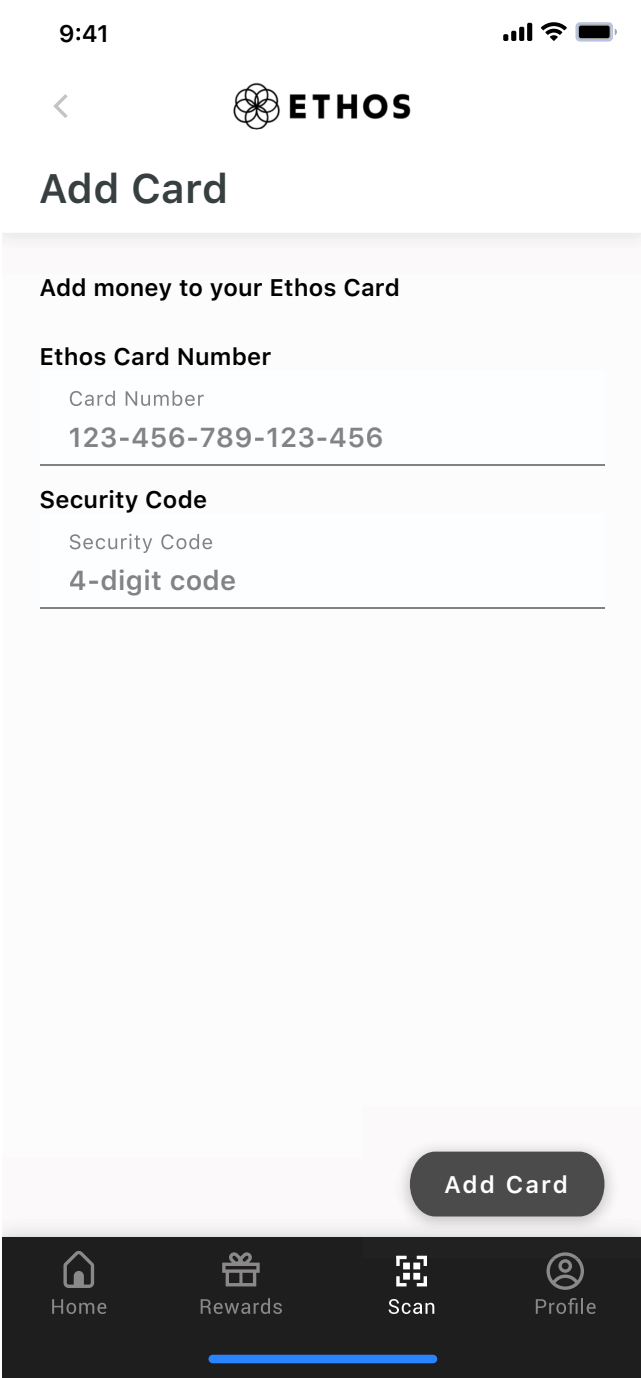 9:41
ETHOS
Add Card
Add money to your Ethos Card
Ethos Card Number
Card Number
123-456-789-123-456
Security Code
Security Code
4-digit code
Add Card
Home Rewards Scan Profile